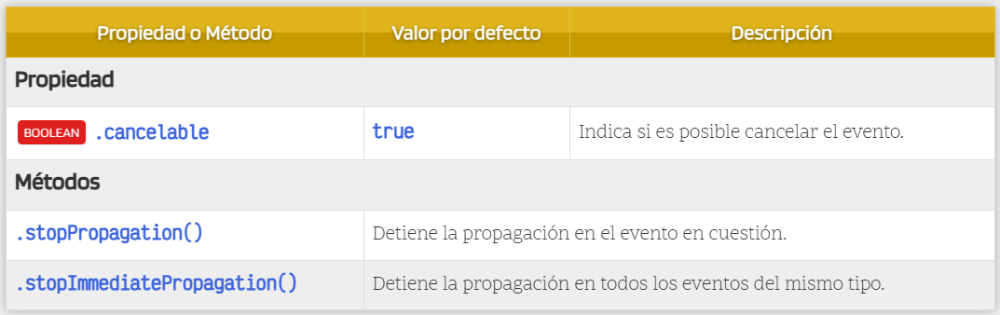 Propiedad o Método Valor por defecto Descripción
Propiedad
BOOLEAN .cancelable true Indica si es posible cancelar el evento.
Métodos
.stopPropagation() Detiene la propagación en el evento en cuestión.
.stopImmediatePropagation() Detiene la propagación en todos los eventos del mismo tipo.